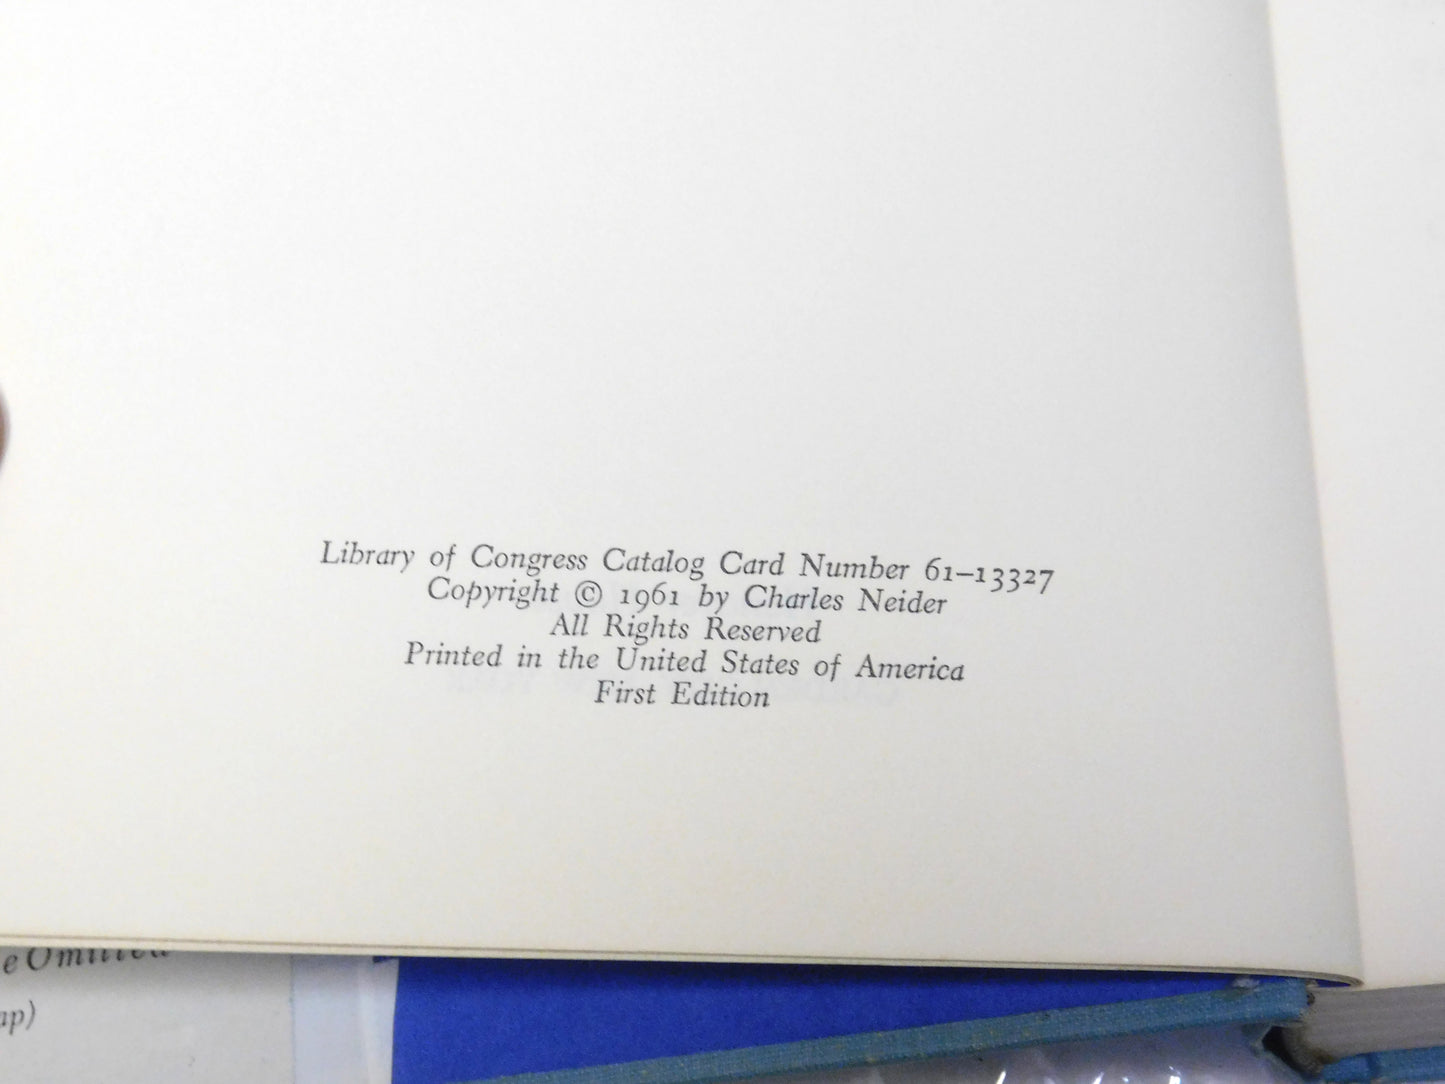 Library of Congress Catalog Card Number 61–13327
Copyright © 1961 by Charles Neider
All Rights Reserved
Printed in the United States of America
First Edition